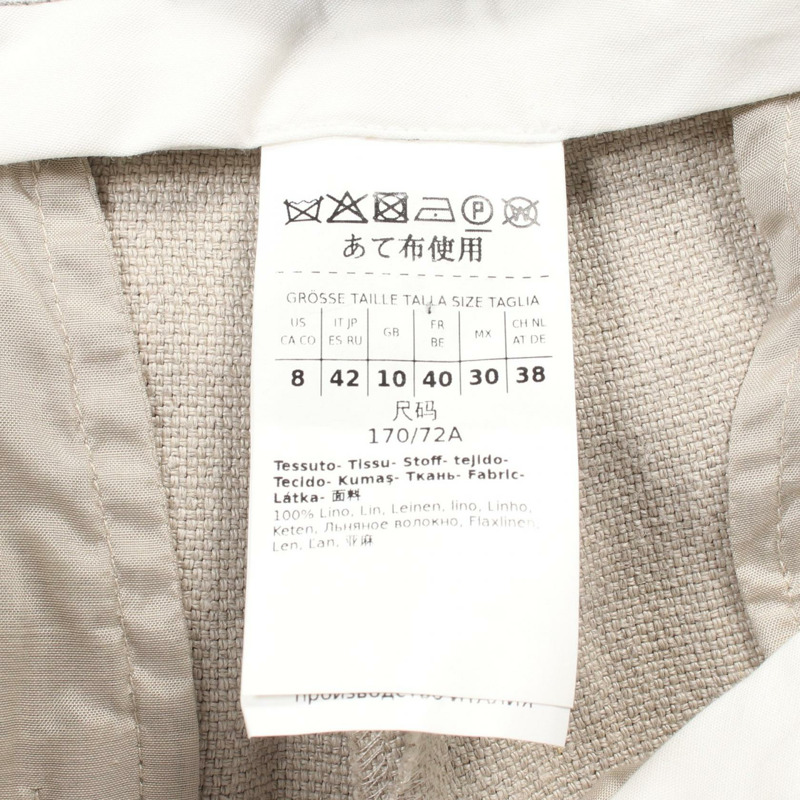 P W
あて布使用
GRÖSSE TAILLE TALLA SIZE TAGLIA
US IT JP GB FR MX CH NL
CA CO ES RU BE AT DE
8 42 10 40 30 38
尺码
170/72A
Tessuto- Tissu- Stoff- tejido-
Tecido- Kumaş- Ткань- Fabric-
Látka- 面料
100% Lino, Lin, Leinen, lino, Linho,
Keten, Льняное волокно, Flaxlinen,
Len, Ľan, 亚麻
производство ИТАЛИЯ